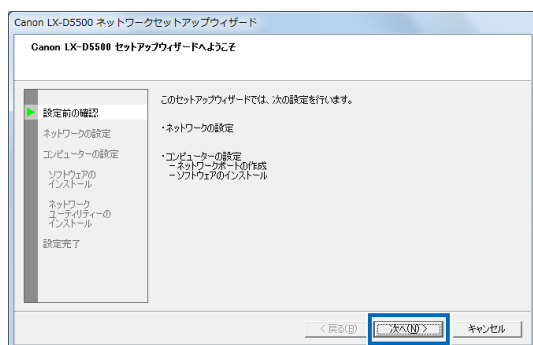 Canon LX-D5500 ネットワークセットアップウィザード
Canon LX-D5500 セットアップウィザードへようこそ
このセットアップウィザードでは、次の設定を行います。
・ネットワークの設定
・コンピューターの設定
－ネットワークポートの作成
－ソフトウェアのインストール
設定前の確認
ネットワークの設定
コンピューターの設定
ソフトウェアの
インストール
ネットワーク
ユーティリティーの
インストール
設定完了
< 戻る(B)
次へ(N) >
キャンセル